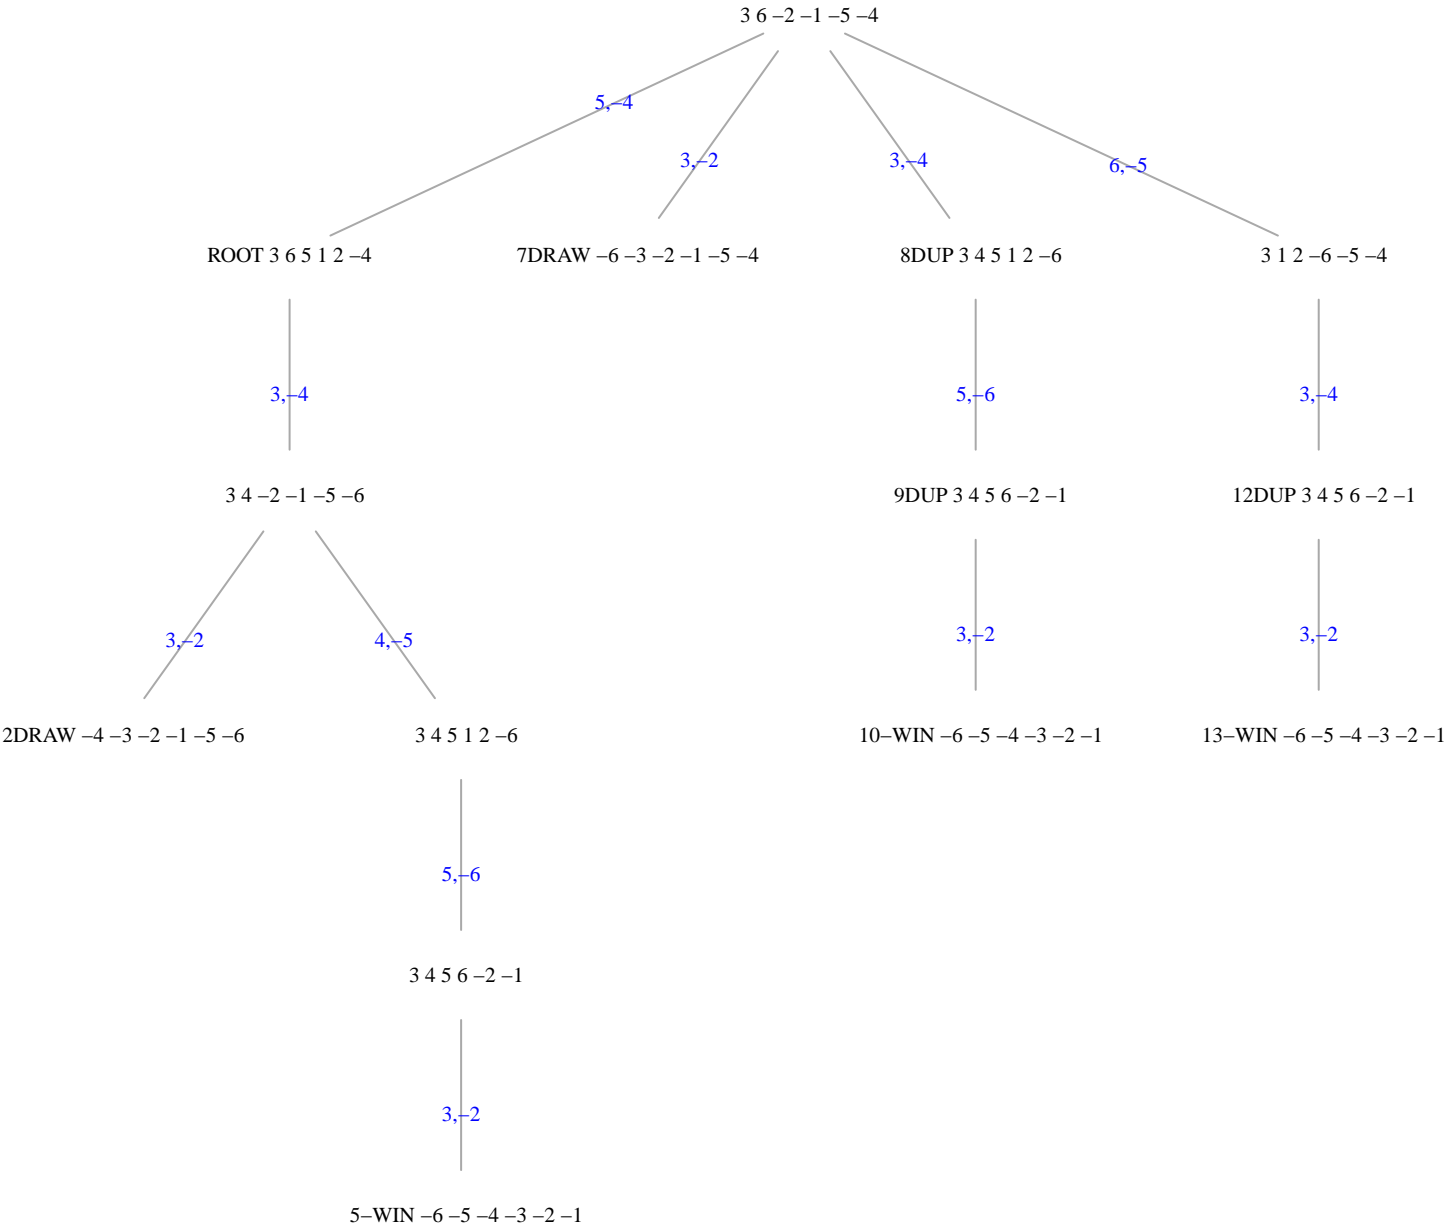 3 6 –2 –1 –5 –4
5,–4
3,–2
3,–4
6,–5
ROOT 3 6 5 1 2 –4
7DRAW –6 –3 –2 –1 –5 –4
8DUP 3 4 5 1 2 –6
3 1 2 –6 –5 –4
3,–4
5,–6
3,–4
3 4 –2 –1 –5 –6
9DUP 3 4 5 6 –2 –1
12DUP 3 4 5 6 –2 –1
3,–2
4,–5
3,–2
3,–2
2DRAW –4 –3 –2 –1 –5 –6
3 4 5 1 2 –6
10–WIN –6 –5 –4 –3 –2 –1
13–WIN –6 –5 –4 –3 –2 –1
5,–6
3 4 5 6 –2 –1
3,–2
5–WIN –6 –5 –4 –3 –2 –1